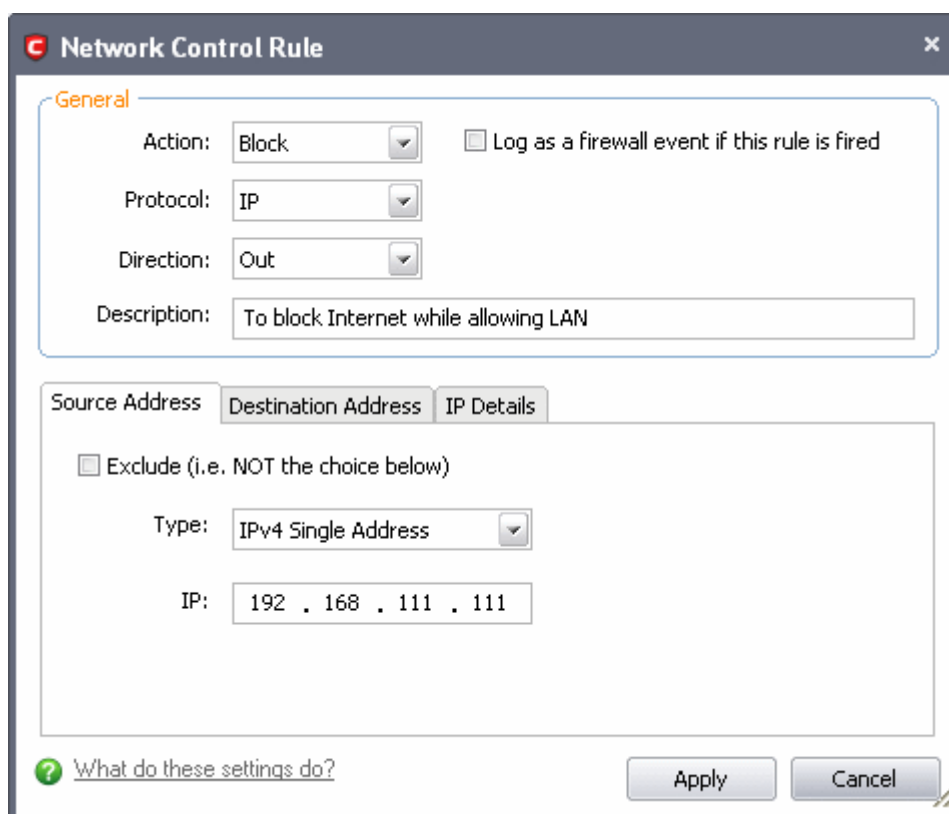 Network Control Rule
General
Action: Block
Log as a firewall event if this rule is fired
Protocol: IP
Direction: Out
Description: To block Internet while allowing LAN
Source Address Destination Address IP Details
Exclude (i.e. NOT the choice below)
Type: IPv4 Single Address
IP: 192 . 168 . 111 . 111
What do these settings do?
Apply Cancel